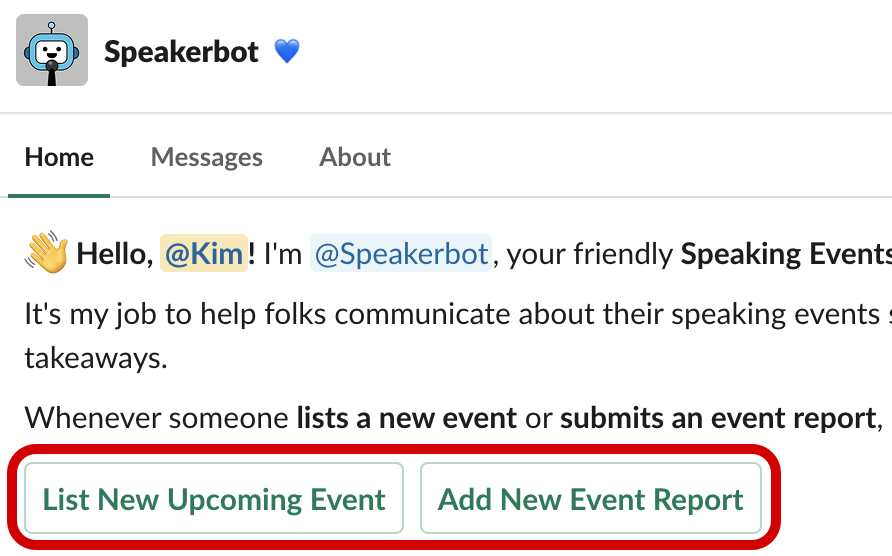 Speakerbot 💙
Home Messages About
👋 Hello, @Kim! I'm @Speakerbot, your friendly Speaking Events
It's my job to help folks communicate about their speaking events
takeaways.
Whenever someone lists a new event or submits an event report,
List New Upcoming Event Add New Event Report